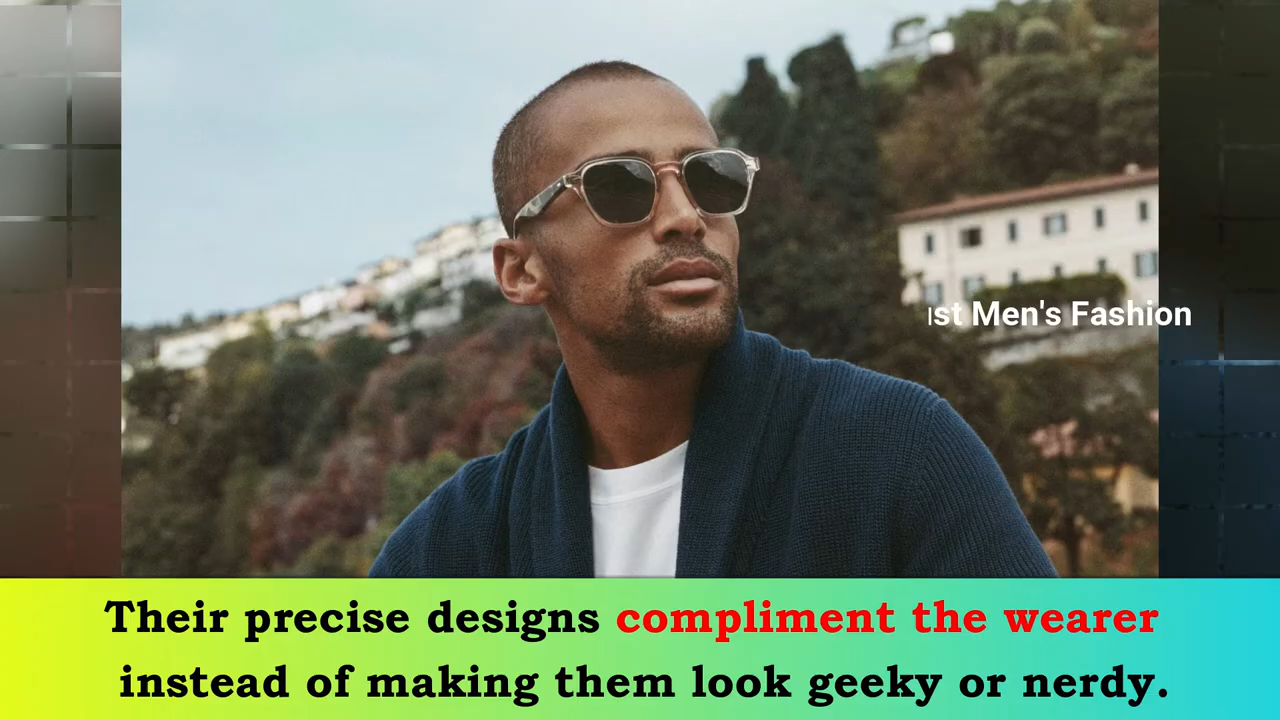 st Men's Fashion
Their precise designs compliment the wearer
instead of making them look geeky or nerdy.